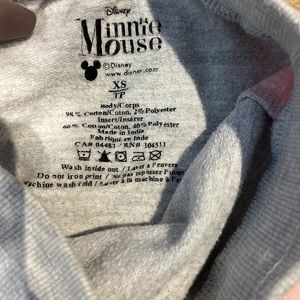 Disney
Minnie
Mouse
©Disney
www.disney.com
XS
TP
Body/Corps
98% Cotton/Coton, 2% Polyester
Insert/Insérer
60% Cotton/Coton, 40% Polyester
Made in India
Fabriqué en Inde
CA# 04483 / RN# 104511
Wash inside out / Laver à l'envers
Do not iron print / Ne pas repasser l'image
Machine wash cold / Laver à la machine à